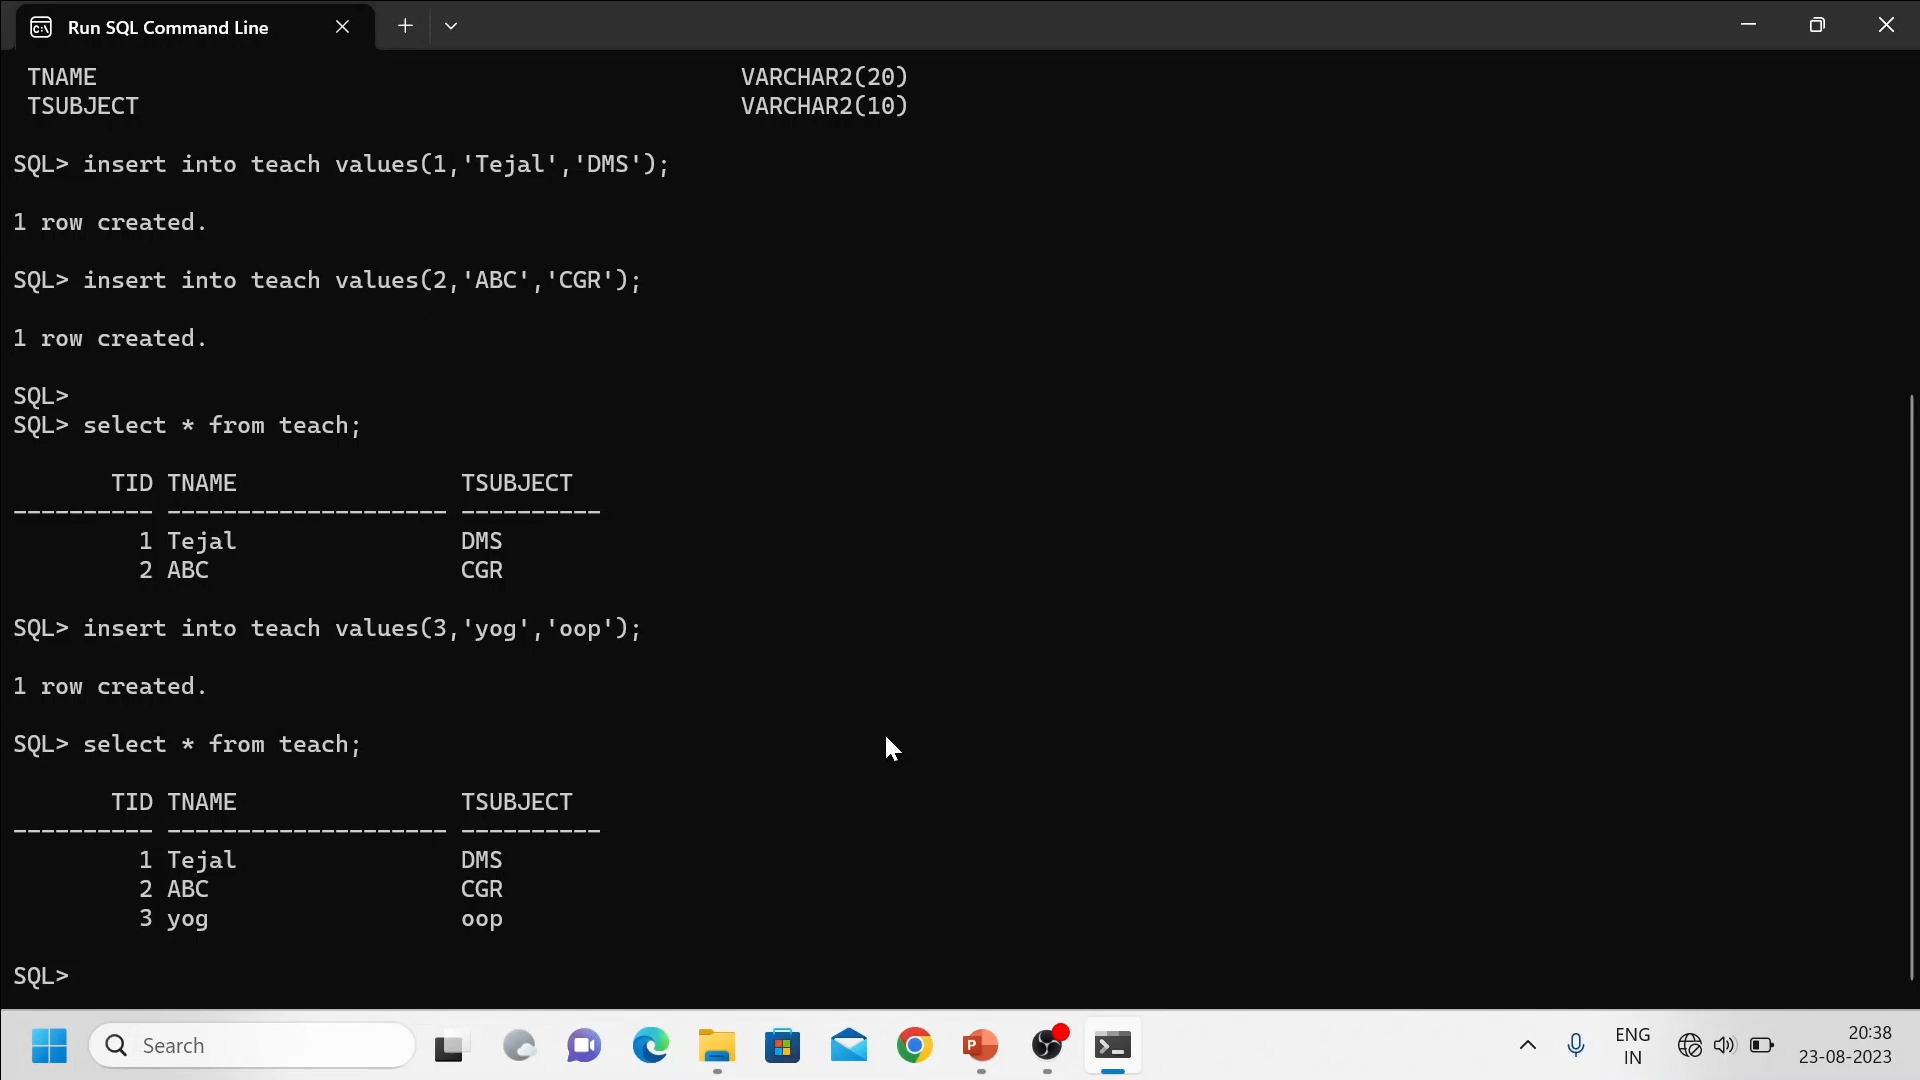 Run SQL Command Line
TNAME VARCHAR2(20)
TSUBJECT VARCHAR2(10)
SQL> insert into teach values(1,'Tejal','DMS');
1 row created.
SQL> insert into teach values(2,'ABC','CGR');
1 row created.
SQL>
SQL> select * from teach;
TID TNAME TSUBJECT
---------- -------------------- ----------
1 Tejal DMS
2 ABC CGR
SQL> insert into teach values(3,'yog','oop');
1 row created.
SQL> select * from teach;
TID TNAME TSUBJECT
---------- -------------------- ----------
1 Tejal DMS
2 ABC CGR
3 yog oop
SQL>
Search
ENG
IN
20:38
23-08-2023